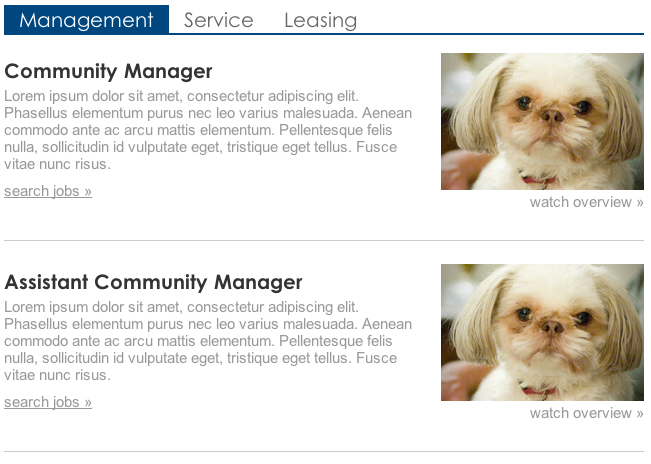 Management Service Leasing
Community Manager
Lorem ipsum dolor sit amet, consectetur adipiscing elit.
Phasellus elementum purus nec leo varius malesuada. Aenean
commodo ante ac arcu mattis elementum. Pellentesque felis
nulla, sollicitudin id vulputate eget, tristique eget tellus. Fusce
vitae nunc risus.
search jobs »
watch overview »
Assistant Community Manager
Lorem ipsum dolor sit amet, consectetur adipiscing elit.
Phasellus elementum purus nec leo varius malesuada. Aenean
commodo ante ac arcu mattis elementum. Pellentesque felis
nulla, sollicitudin id vulputate eget, tristique eget tellus. Fusce
vitae nunc risus.
search jobs »
watch overview »